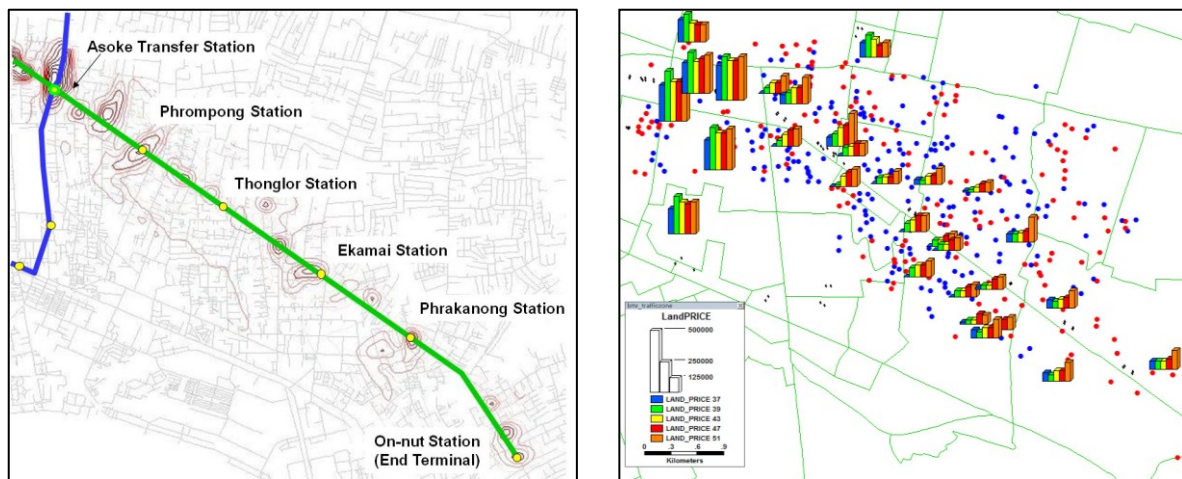 Asoke Transfer Station
Phrompong Station
Thonglor Station
Ekamai Station
Phrakanong Station
On-nut Station
(End Terminal)
LandPRICE
500000
250000
125000
LAND_PRICE 37
LAND_PRICE 39
LAND_PRICE 43
LAND_PRICE 47
LAND_PRICE 51
0 .3 .6 .9
Kilometers